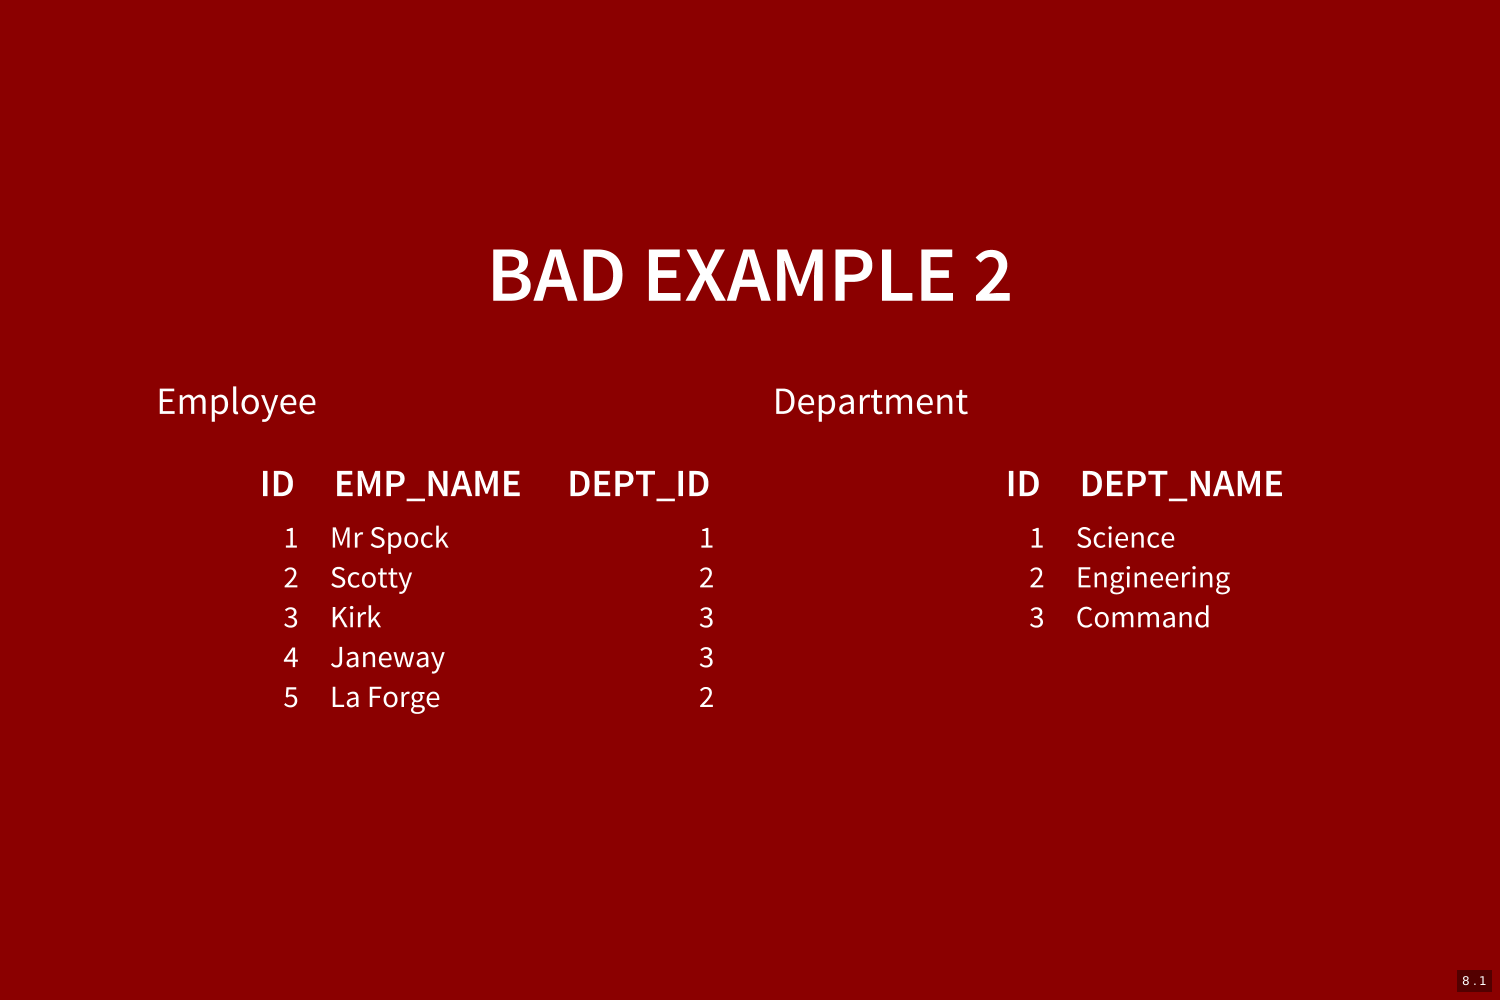 BAD EXAMPLE 2
Employee
ID EMP_NAME DEPT_ID
1 Mr Spock 1
2 Scotty 2
3 Kirk 3
4 Janeway 3
5 La Forge 2
Department
ID DEPT_NAME
1 Science
2 Engineering
3 Command
8.1